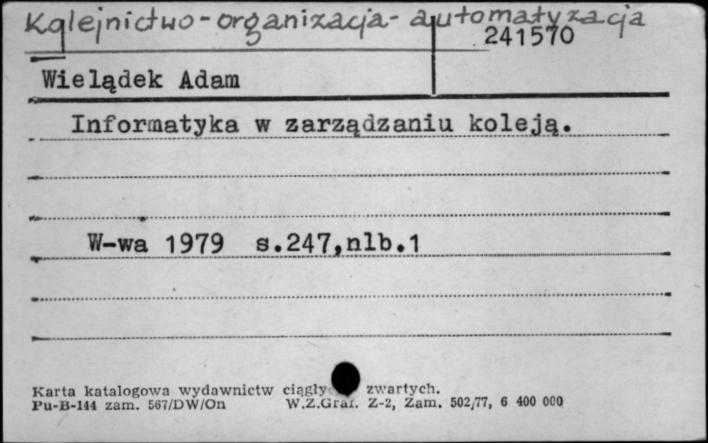 Kolejnictwo - organizacja - automatyzacja
241570
Wielądek Adam
Informatyka w zarządzaniu koleją.
W-wa 1979 s.247,nlb.1
Karta katalogowa wydawnictw zwartych.
Pu-B-144 zam. 567/DW/On W.Z.Graf. Z-2, Zam. 502/77, 6 400 000